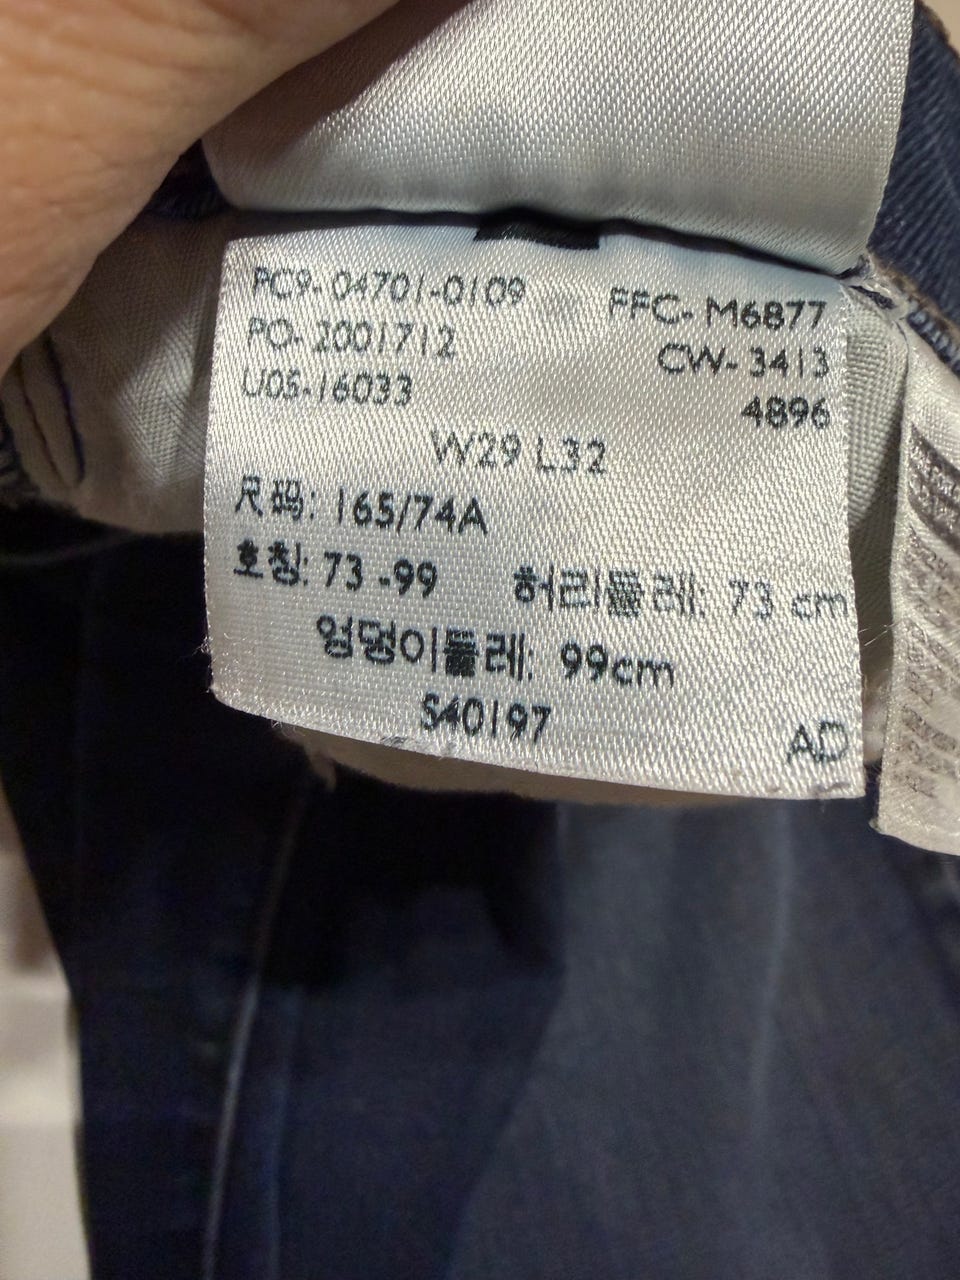 PC9-04701-0109 FFC-M6877
PO-2001712 CW-3413
U05-16033 4896
W29 L32
尺码: 165/74A
호칭: 73-99 허리둘레: 73 cm
엉덩이둘레: 99cm
S40197
AD